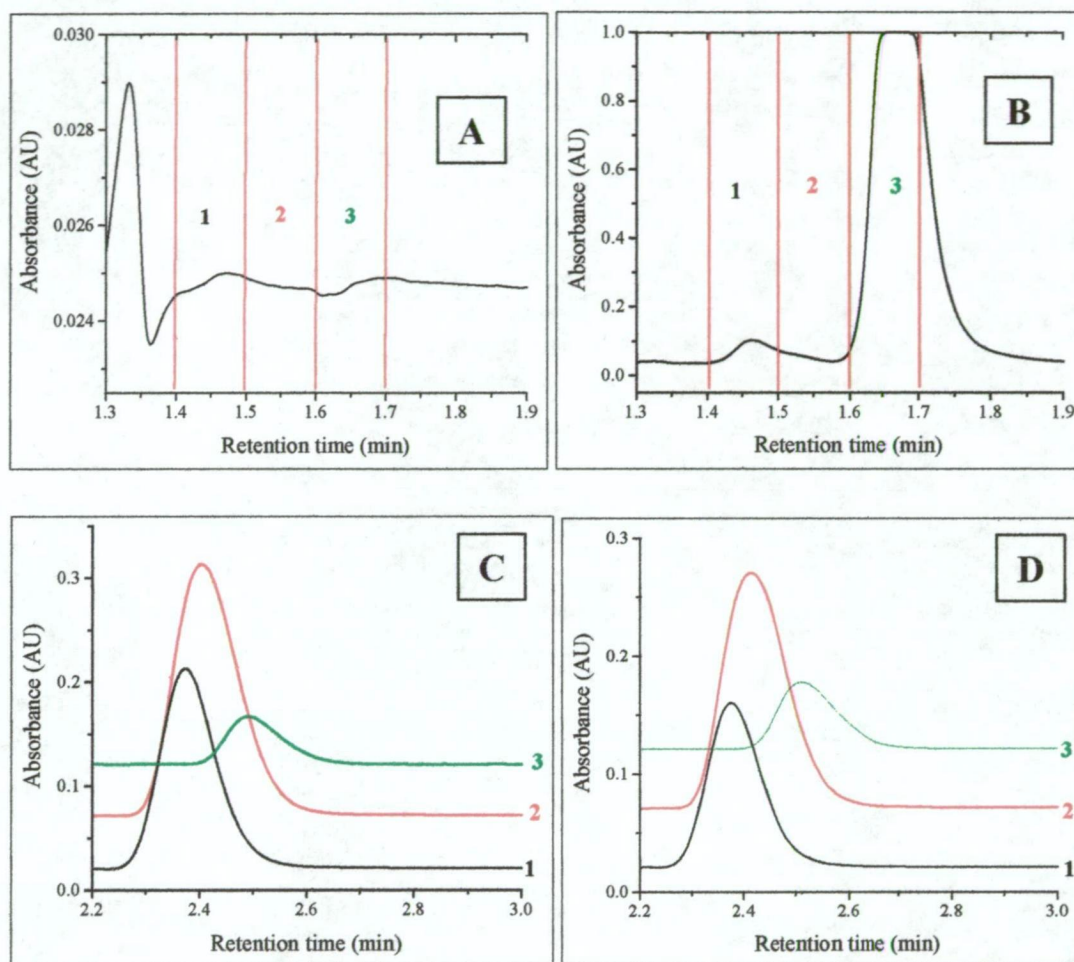 0.030
0.028
0.026
0.024
Absorbance (AU)
A
1 2 3
1.3 1.4 1.5 1.6 1.7 1.8 1.9
Retention time (min)
1.0
0.8
0.6
0.4
0.2
0.0
Absorbance (AU)
B
1 2 3
1.3 1.4 1.5 1.6 1.7 1.8 1.9
Retention time (min)
0.3
0.2
0.1
0.0
Absorbance (AU)
C
3
2
1
2.2 2.4 2.6 2.8 3.0
Retention time (min)
0.3
0.2
0.1
0.0
Absorbance (AU)
D
3
2
1
2.2 2.4 2.6 2.8 3.0
Retention time (min)